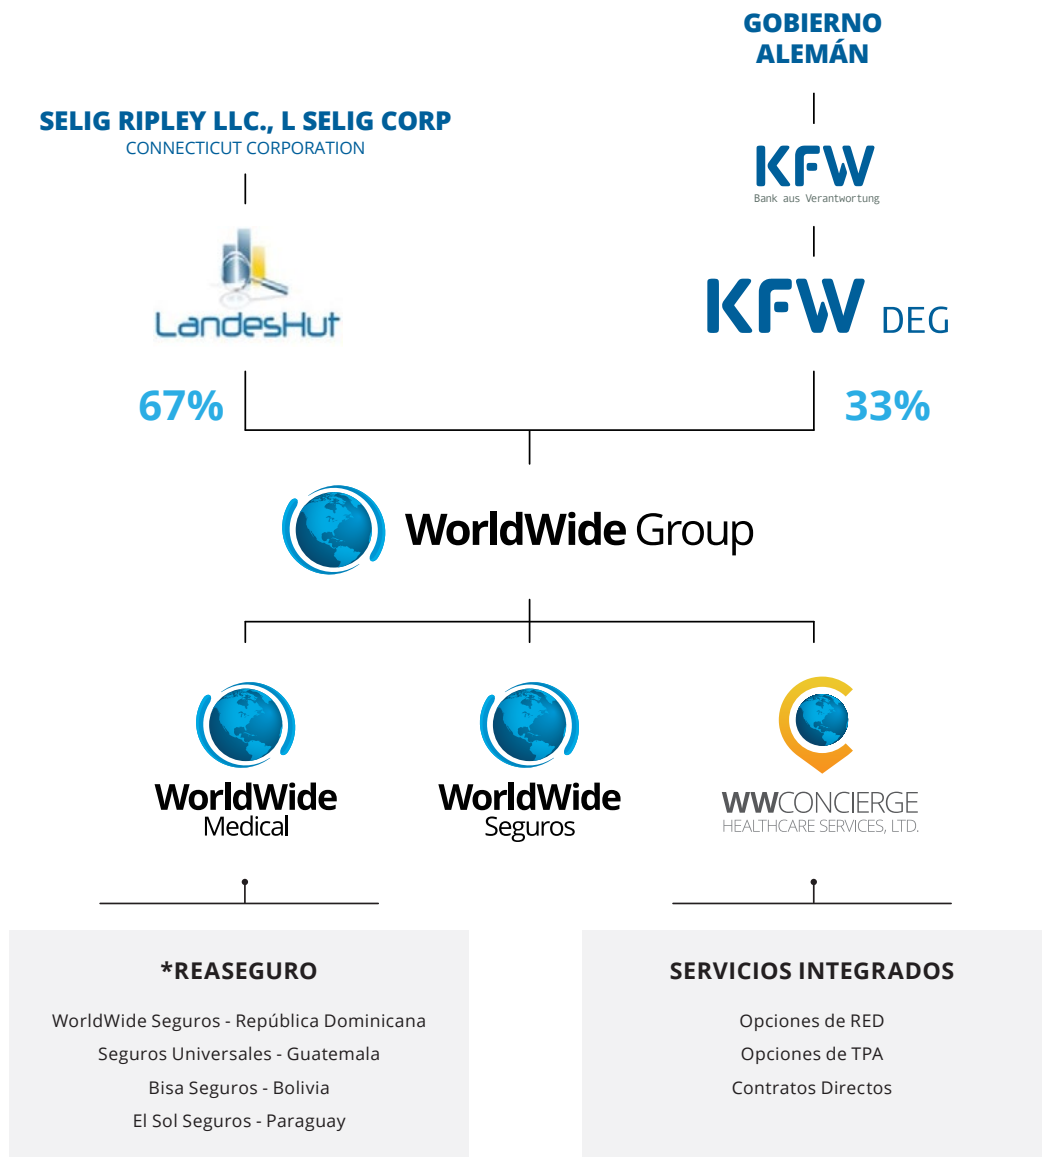 GOBIERNO
ALEMÁN
SELIG RIPLEY LLC., L SELIG CORP
CONNECTICUT CORPORATION
KFW
Bank aus Verantwortung
LandesHut
KFW DEG
67%
33%
WorldWide Group
WorldWide
Medical
WorldWide
Seguros
WWCONCIERGE
HEALTHCARE SERVICES, LTD.
*REASEGURO
WorldWide Seguros - República Dominicana
Seguros Universales - Guatemala
Bisa Seguros - Bolivia
El Sol Seguros - Paraguay
SERVICIOS INTEGRADOS
Opciones de RED
Opciones de TPA
Contratos Directos